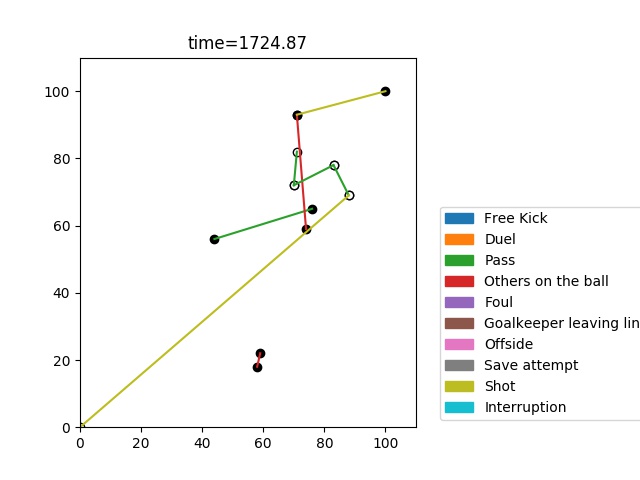 time=1724.87
100
80
60
40
20
0
0 20 40 60 80 100
Free Kick
Duel
Pass
Others on the ball
Foul
Goalkeeper leaving lin
Offside
Save attempt
Shot
Interruption